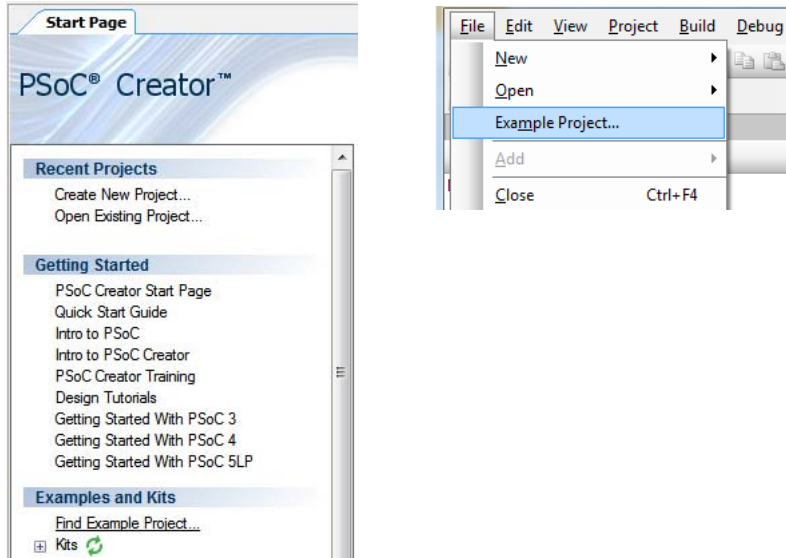 Start Page
PSoC® Creator™
Recent Projects
Create New Project...
Open Existing Project...
Getting Started
PSoC Creator Start Page
Quick Start Guide
Intro to PSoC
Intro to PSoC Creator
PSoC Creator Training
Design Tutorials
Getting Started With PSoC 3
Getting Started With PSoC 4
Getting Started With PSoC 5LP
Examples and Kits
Find Example Project...
Kits
File Edit View Project Build Debug
New
Open
Example Project...
Add
Close Ctrl+F4